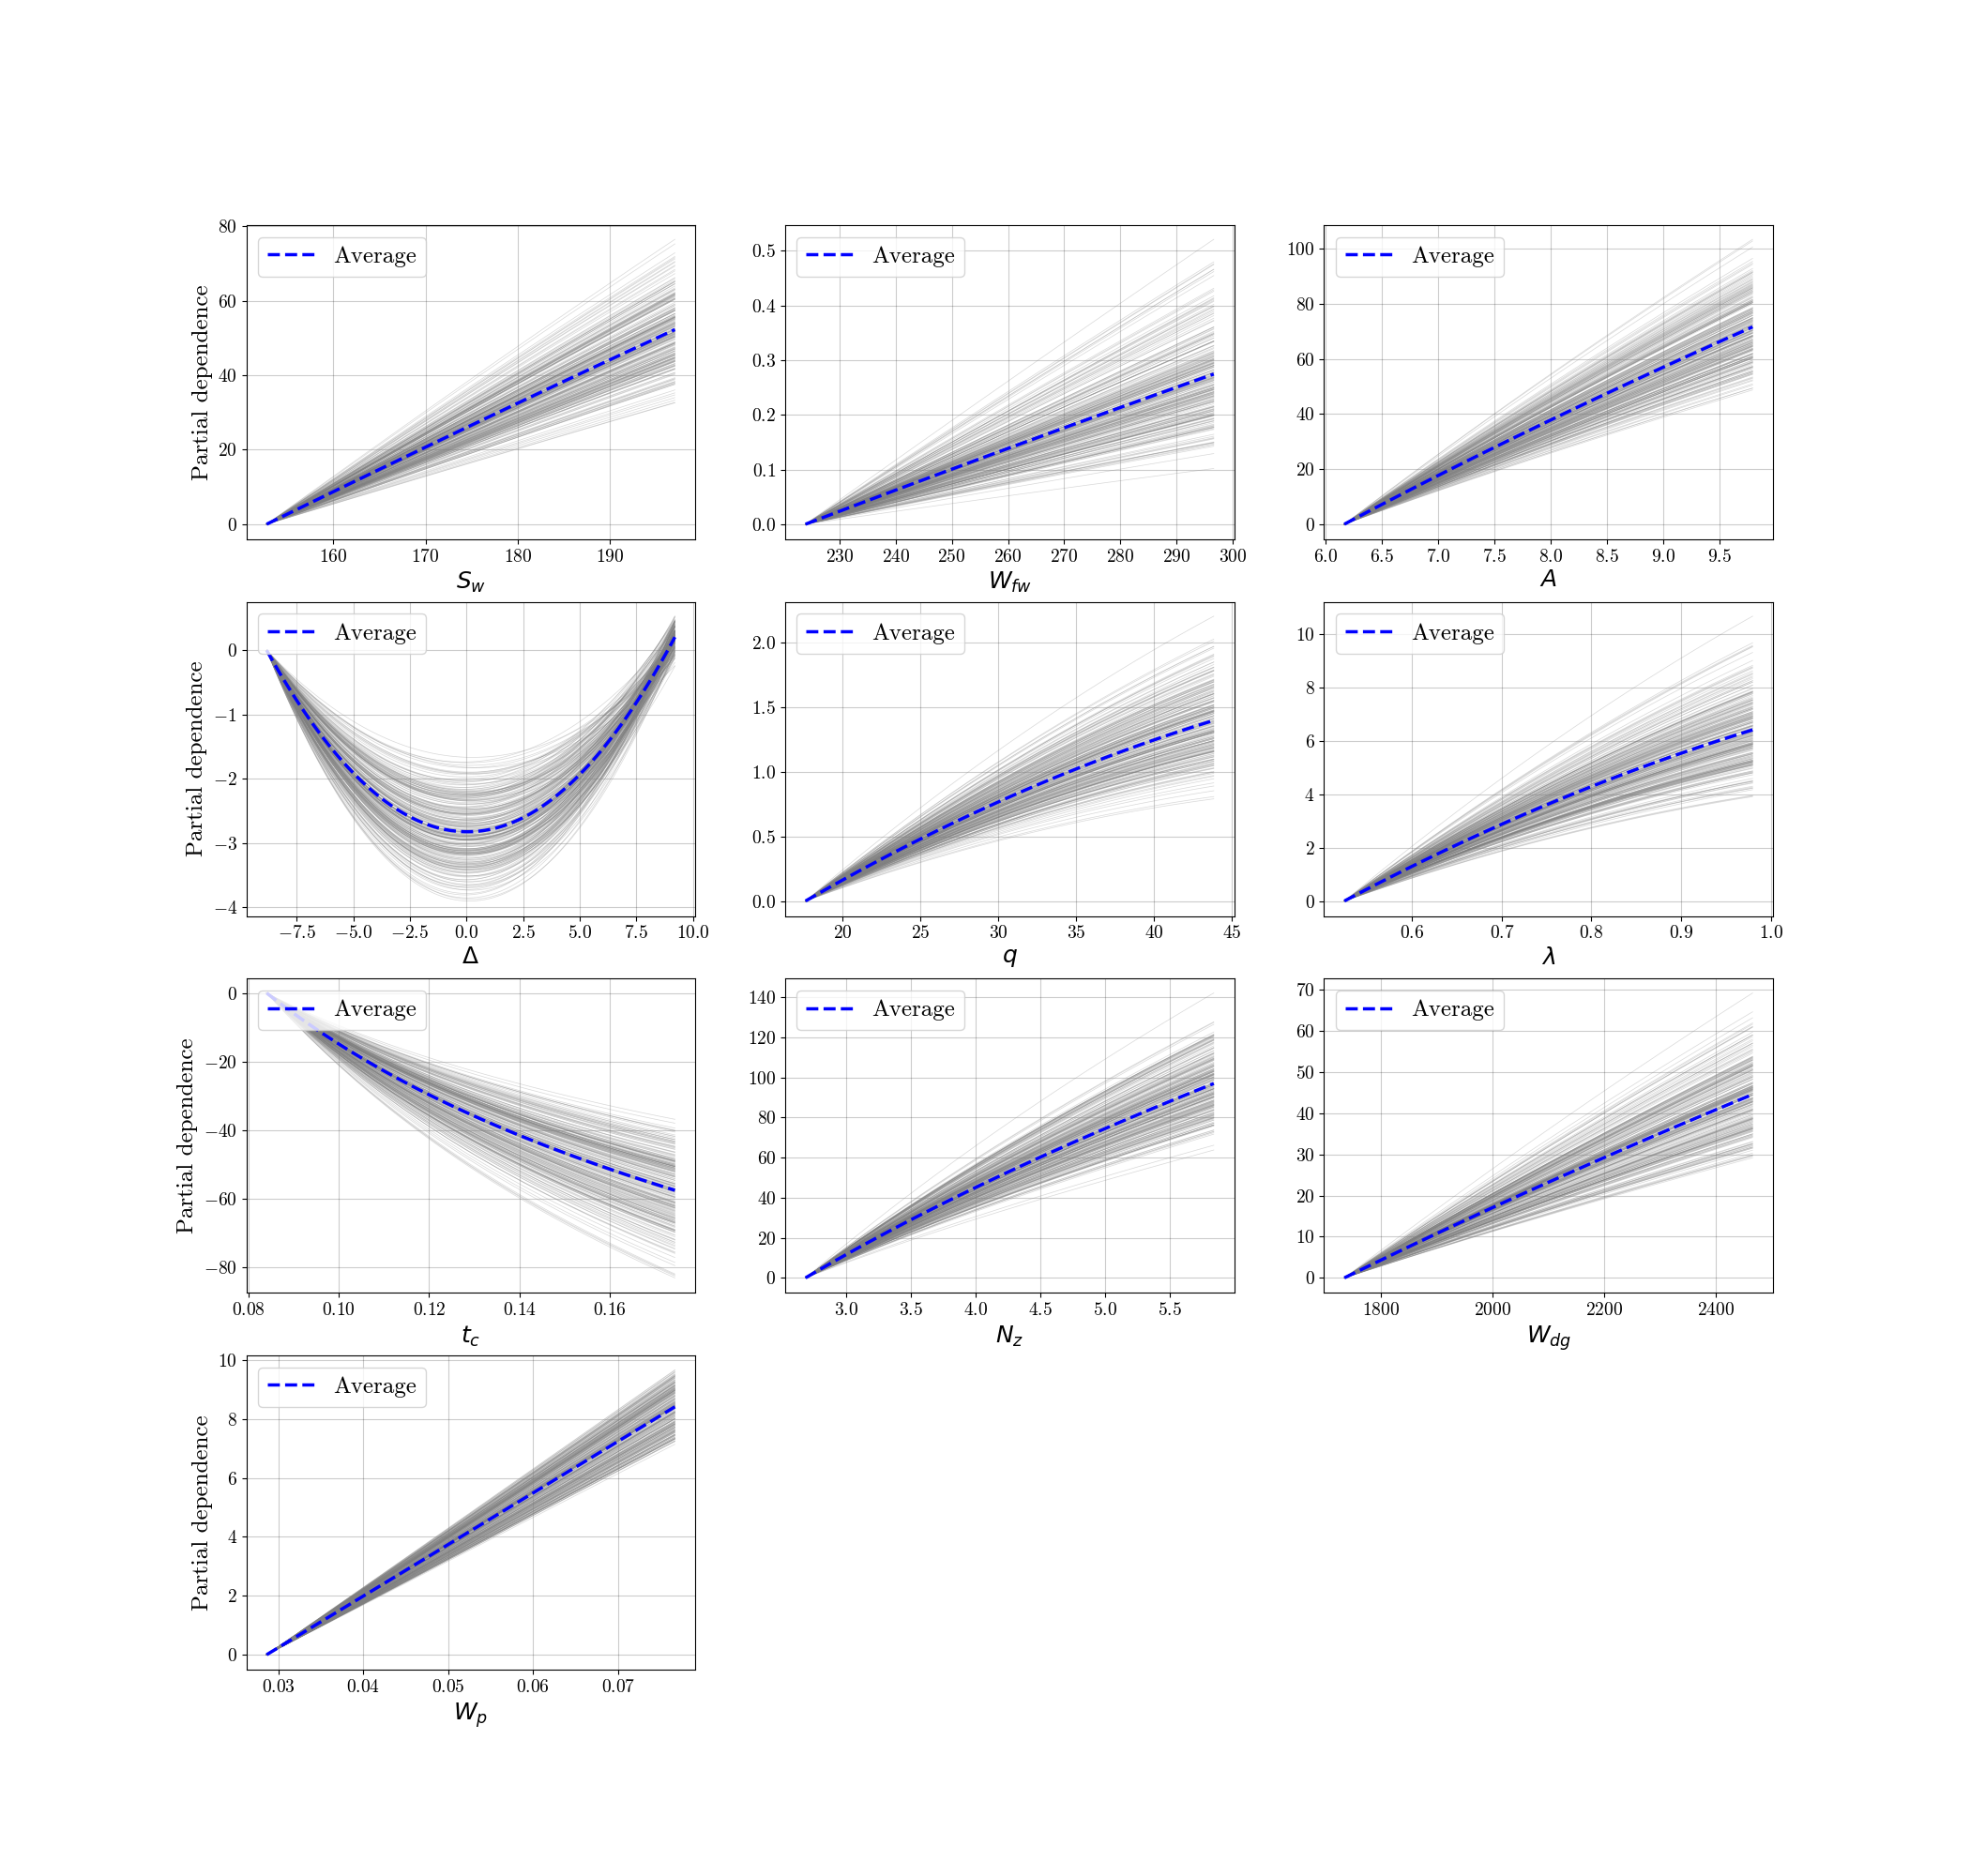 80
60
40
20
0
Partial dependence
Average
160 170 180 190
S_w
0.5
0.4
0.3
0.2
0.1
0.0
Average
230 240 250 260 270 280 290 300
W_fw
100
80
60
40
20
0
Average
6.0 6.5 7.0 7.5 8.0 8.5 9.0 9.5
A
0
−1
−2
−3
−4
Partial dependence
Average
−7.5 −5.0 −2.5 0.0 2.5 5.0 7.5 10.0
Δ
2.0
1.5
1.0
0.5
0.0
Average
20 25 30 35 40 45
q
10
8
6
4
2
0
Average
0.6 0.7 0.8 0.9 1.0
λ
0
−20
−40
−60
−80
Partial dependence
Average
0.08 0.10 0.12 0.14 0.16
t_c
140
120
100
80
60
40
20
0
Average
3.0 3.5 4.0 4.5 5.0 5.5
N_z
70
60
50
40
30
20
10
0
Average
1800 2000 2200 2400
W_dg
10
8
6
4
2
0
Partial dependence
Average
0.03 0.04 0.05 0.06 0.07
W_p